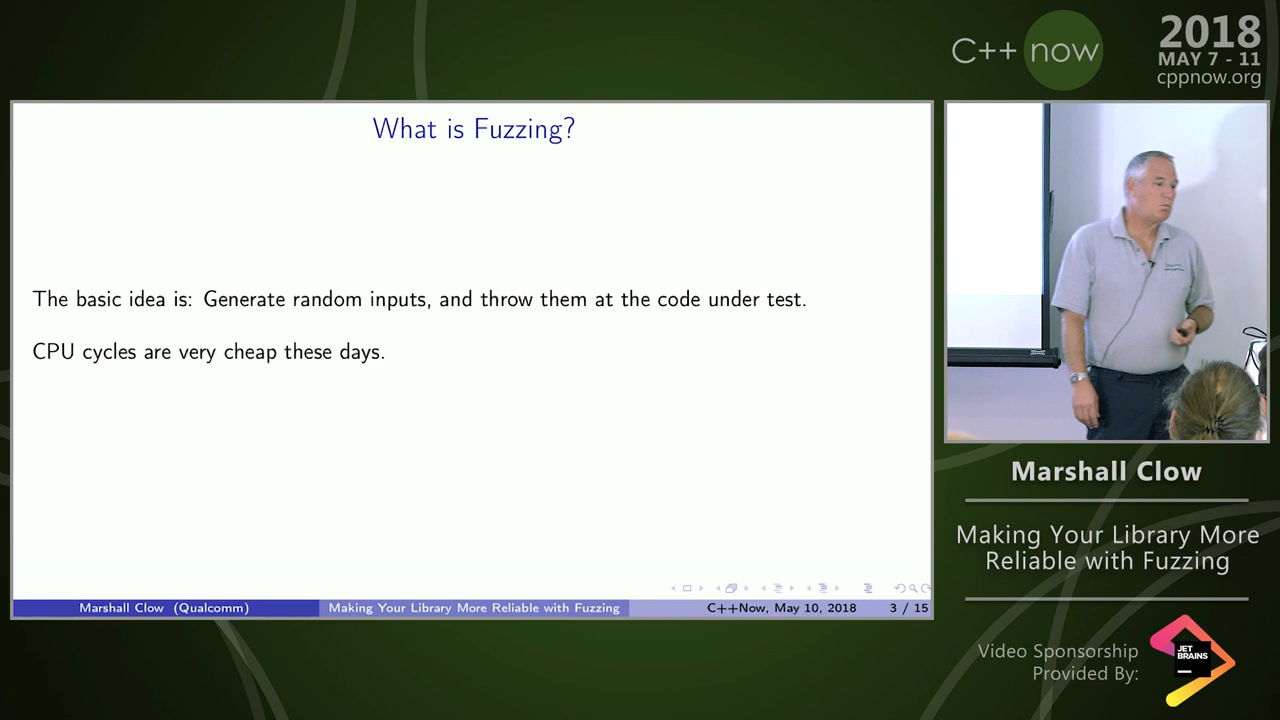 C++ now
2018
MAY 7 - 11
cppnow.org
What is Fuzzing?
The basic idea is: Generate random inputs, and throw them at the code under test.
CPU cycles are very cheap these days.
Marshall Clow (Qualcomm)
Making Your Library More Reliable with Fuzzing
C++Now, May 10, 2018
3 / 15
Marshall Clow
Making Your Library More
Reliable with Fuzzing
Video Sponsorship
Provided By:
JET
BRAINS